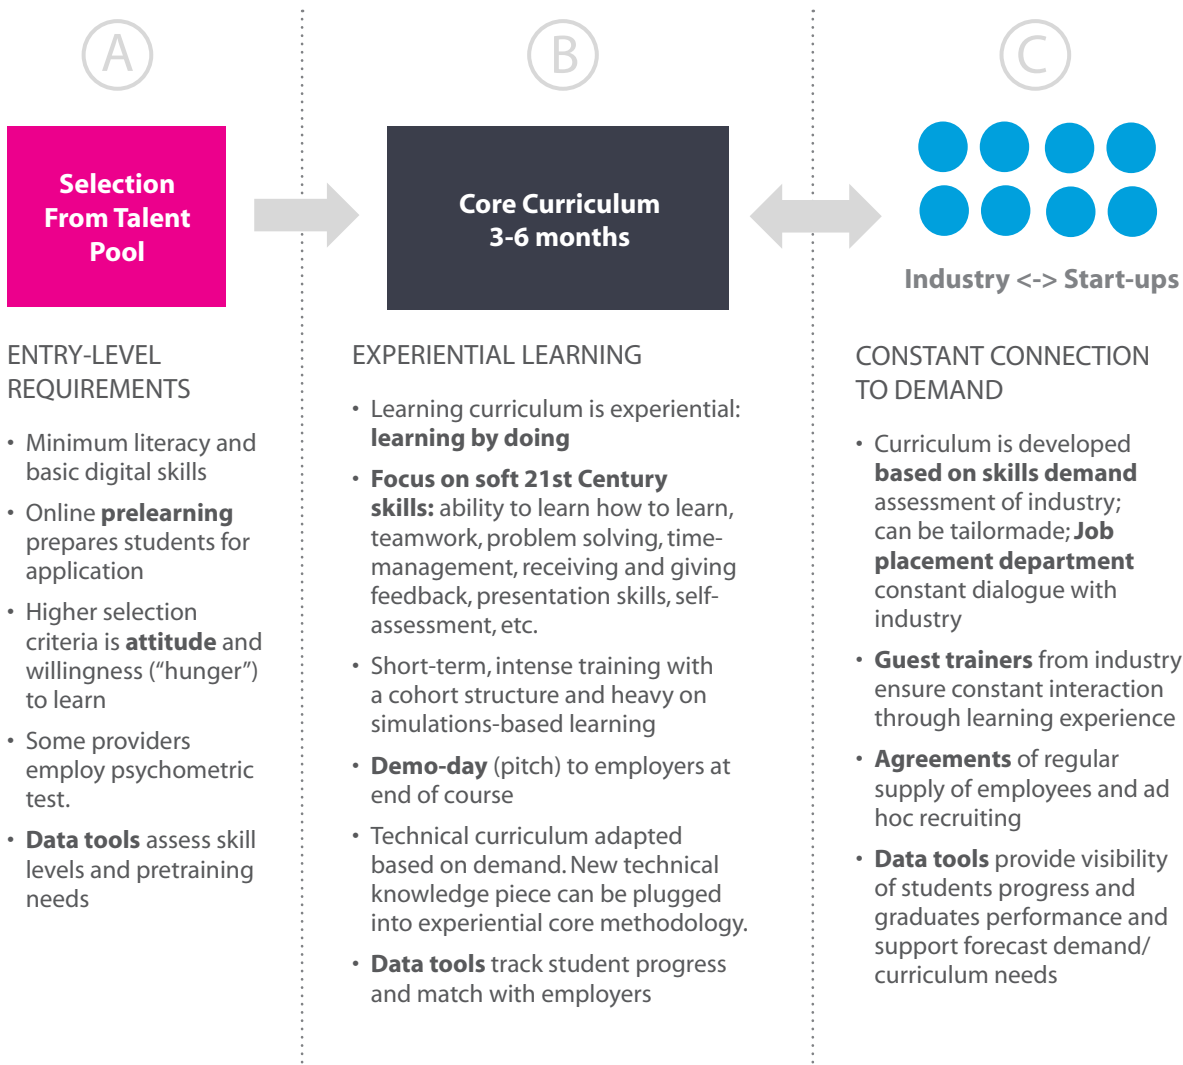 A
Selection
From Talent
Pool
ENTRY-LEVEL
REQUIREMENTS
• Minimum literacy and
basic digital skills
• Online prelearning
prepares students for
application
• Higher selection
criteria is attitude and
willingness (“hunger”)
to learn
• Some providers
employ psychometric
test.
• Data tools assess skill
levels and pretraining
needs
B
Core Curriculum
3-6 months
EXPERIENTIAL LEARNING
• Learning curriculum is experiential:
learning by doing
• Focus on soft 21st Century
skills: ability to learn how to learn,
teamwork, problem solving, time-
management, receiving and giving
feedback, presentation skills, self-
assessment, etc.
• Short-term, intense training with
a cohort structure and heavy on
simulations-based learning
• Demo-day (pitch) to employers at
end of course
• Technical curriculum adapted
based on demand. New technical
knowledge piece can be plugged
into experiential core methodology.
• Data tools track student progress
and match with employers
C
Industry <-> Start-ups
CONSTANT CONNECTION
TO DEMAND
• Curriculum is developed
based on skills demand
assessment of industry;
can be tailormade; Job
placement department
constant dialogue with
industry
• Guest trainers from industry
ensure constant interaction
through learning experience
• Agreements of regular
supply of employees and ad
hoc recruiting
• Data tools provide visibility
of students progress and
graduates performance and
support forecast demand/
curriculum needs